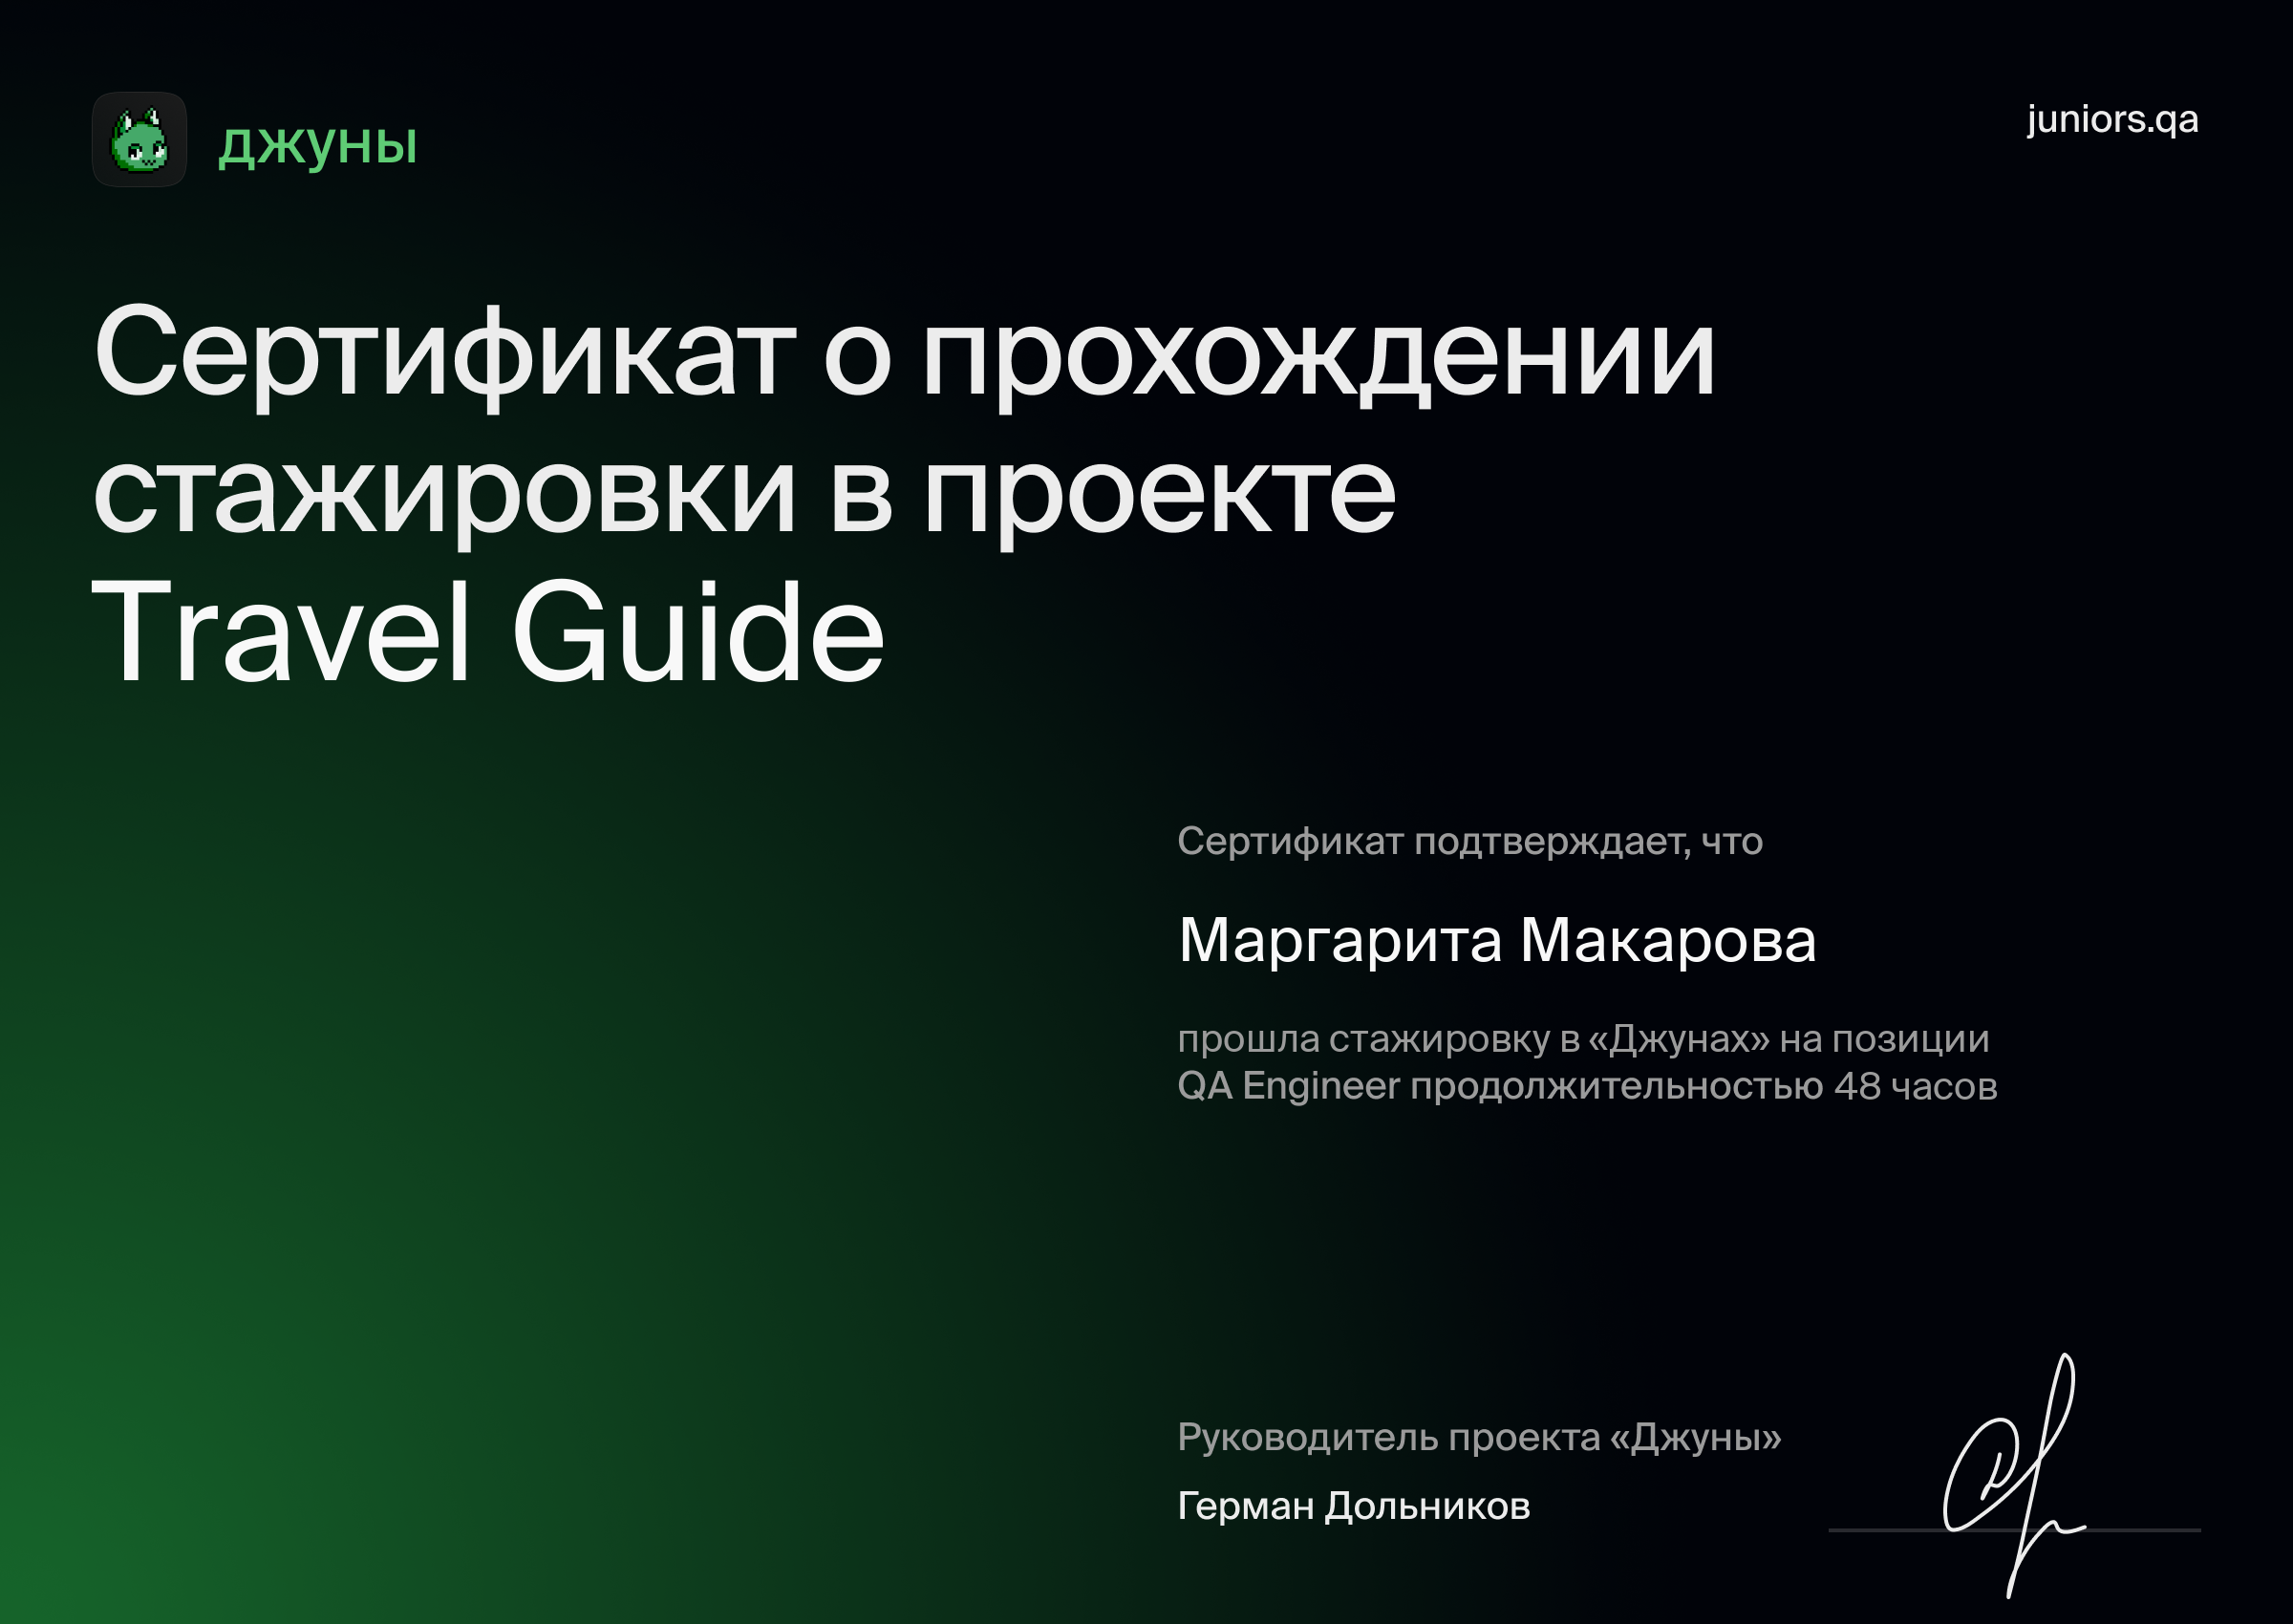 джуны
juniors.qa
Сертификат о прохождении
стажировки в проекте
Travel Guide
Сертификат подтверждает, что
Маргарита Макарова
прошла стажировку в «Джунах» на позиции
QA Engineer продолжительностью 48 часов
Руководитель проекта «Джуны»
Герман Дольников